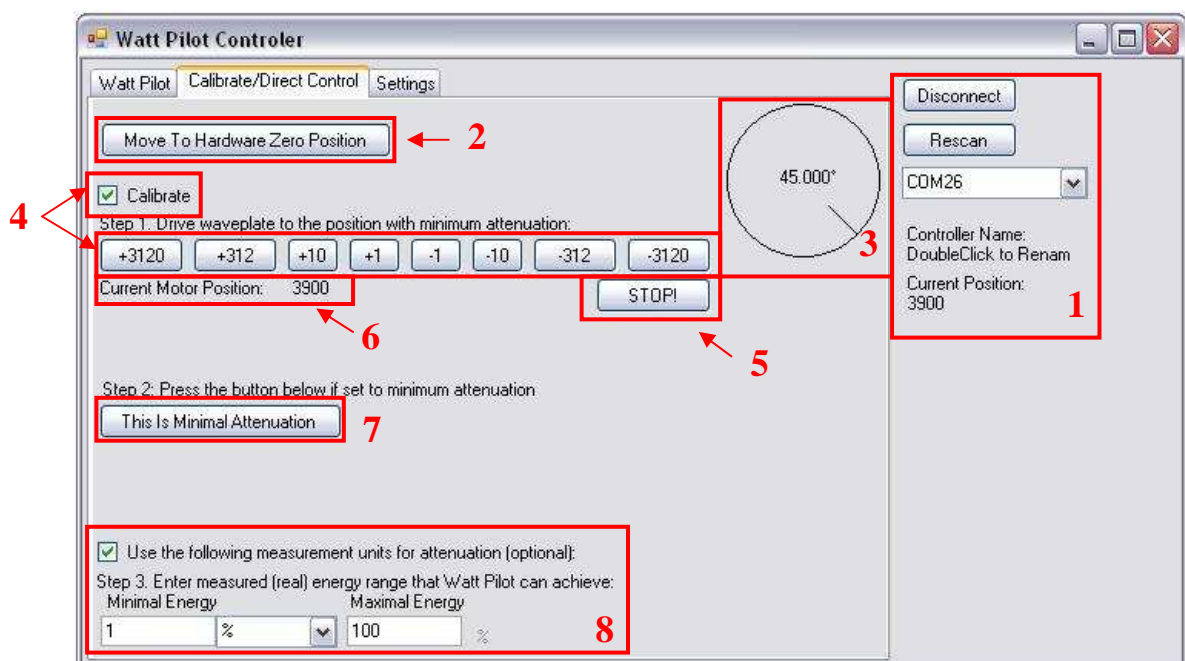 Watt Pilot Controler
Watt Pilot Calibrate/Direct Control Settings
Disconnect
Move To Hardware Zero Position 2
Rescan
45.000°
COM26
4 Calibrate
Step 1. Drive waveplate to the position with minimum attenuation:
3
+3120 +312 +10 +1 -1 -10 -312 -3120
Controller Name:
DoubleClick to Renam
Current Position:
3900
1
Current Motor Position: 3900
STOP!
6
5
Step 2: Press the button below if set to minimum attenuation
This Is Minimal Attenuation 7
Use the following measurement units for attenuation (optional):
Step 3. Enter measured (real) energy range that Watt Pilot can achieve:
Minimal Energy Maximal Energy
1 % 100 %
8